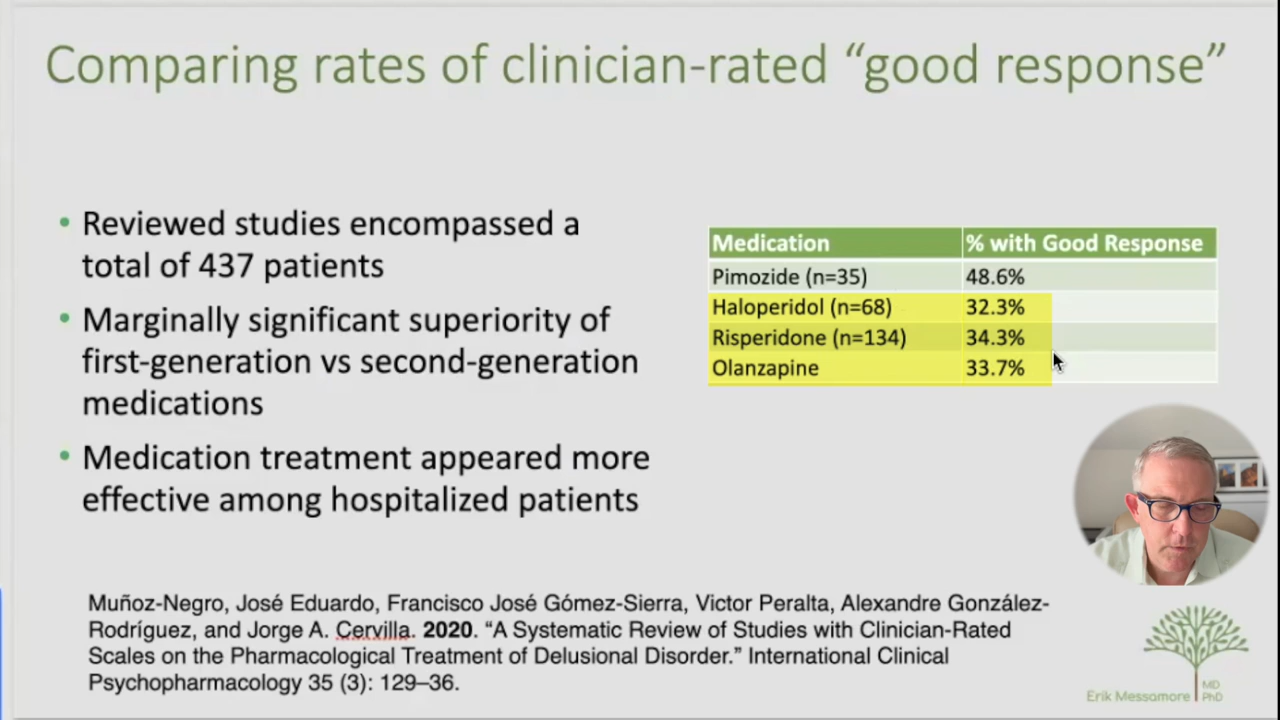 Comparing rates of clinician-rated “good response”
• Reviewed studies encompassed a
total of 437 patients
• Marginally significant superiority of
first-generation vs second-generation
medications
• Medication treatment appeared more
effective among hospitalized patients
Medication % with Good Response
Pimozide (n=35) 48.6%
Haloperidol (n=68) 32.3%
Risperidone (n=134) 34.3%
Olanzapine 33.7%
Muñoz-Negro, José Eduardo, Francisco José Gómez-Sierra, Victor Peralta, Alexandre González-
Rodríguez, and Jorge A. Cervilla. 2020. “A Systematic Review of Studies with Clinician-Rated
Scales on the Pharmacological Treatment of Delusional Disorder.” International Clinical
Psychopharmacology 35 (3): 129–36.
Erik Messamore MD PhD